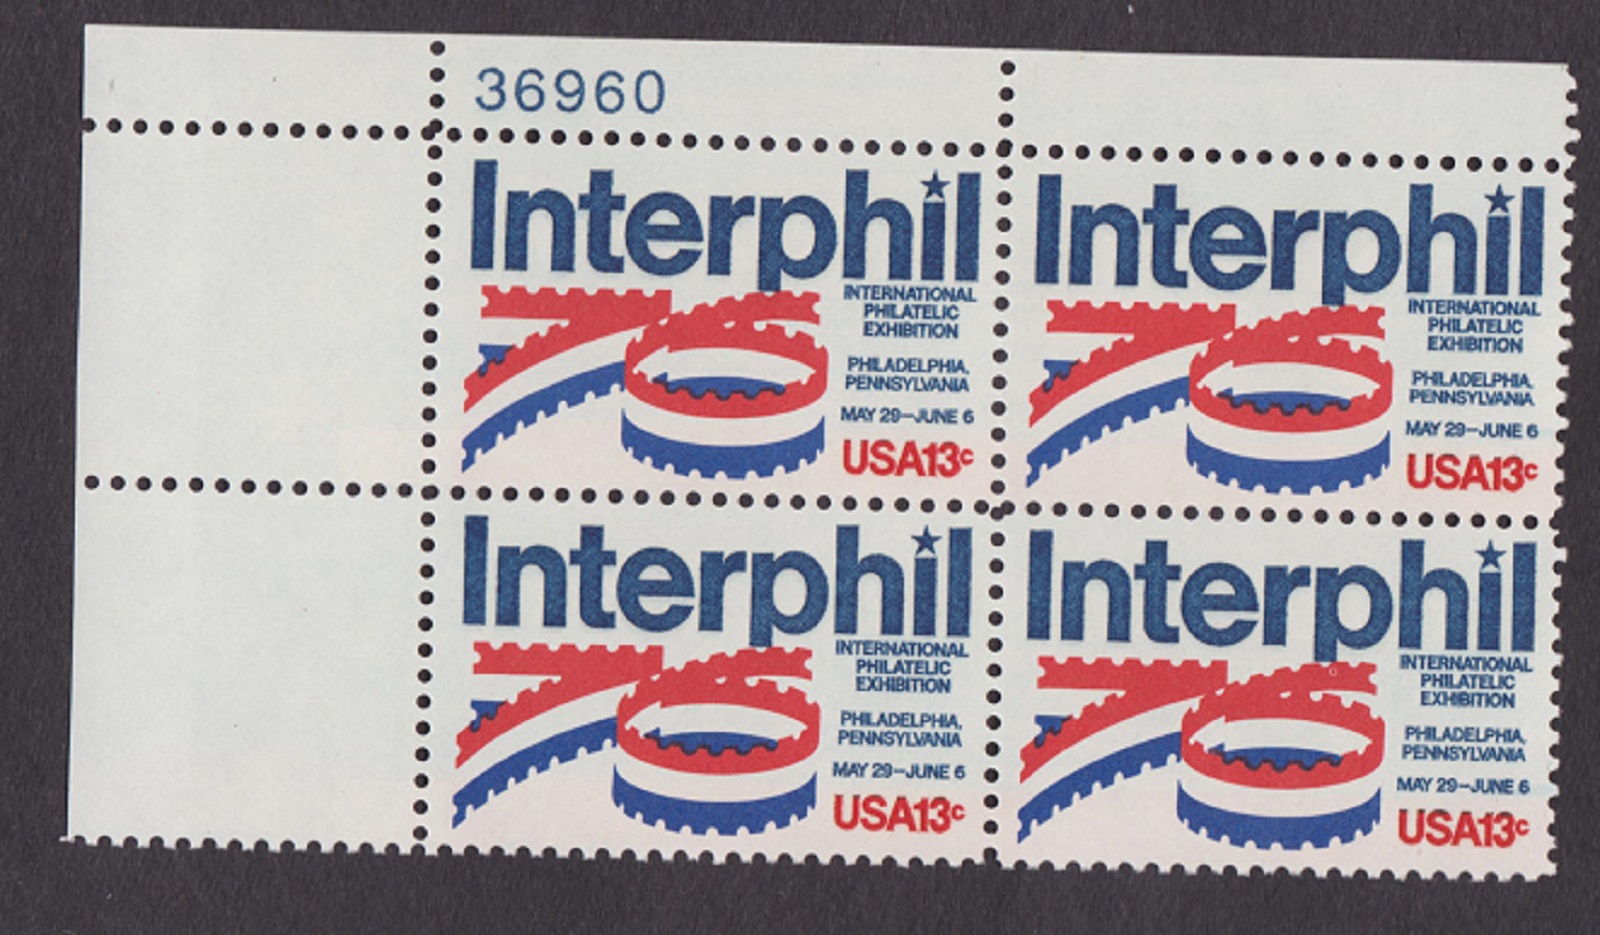 36960
Interphil
INTERNATIONAL
PHILATELIC
EXHIBITION
PHILADELPHIA,
PENNSYLVANIA
MAY 29–JUNE 6
USA13c
Interphil
INTERNATIONAL
PHILATELIC
EXHIBITION
PHILADELPHIA,
PENNSYLVANIA
MAY 29–JUNE 6
USA13c
Interphil
INTERNATIONAL
PHILATELIC
EXHIBITION
PHILADELPHIA,
PENNSYLVANIA
MAY 29–JUNE 6
USA13c
Interphil
INTERNATIONAL
PHILATELIC
EXHIBITION
PHILADELPHIA,
PENNSYLVANIA
MAY 29–JUNE 6
USA13c